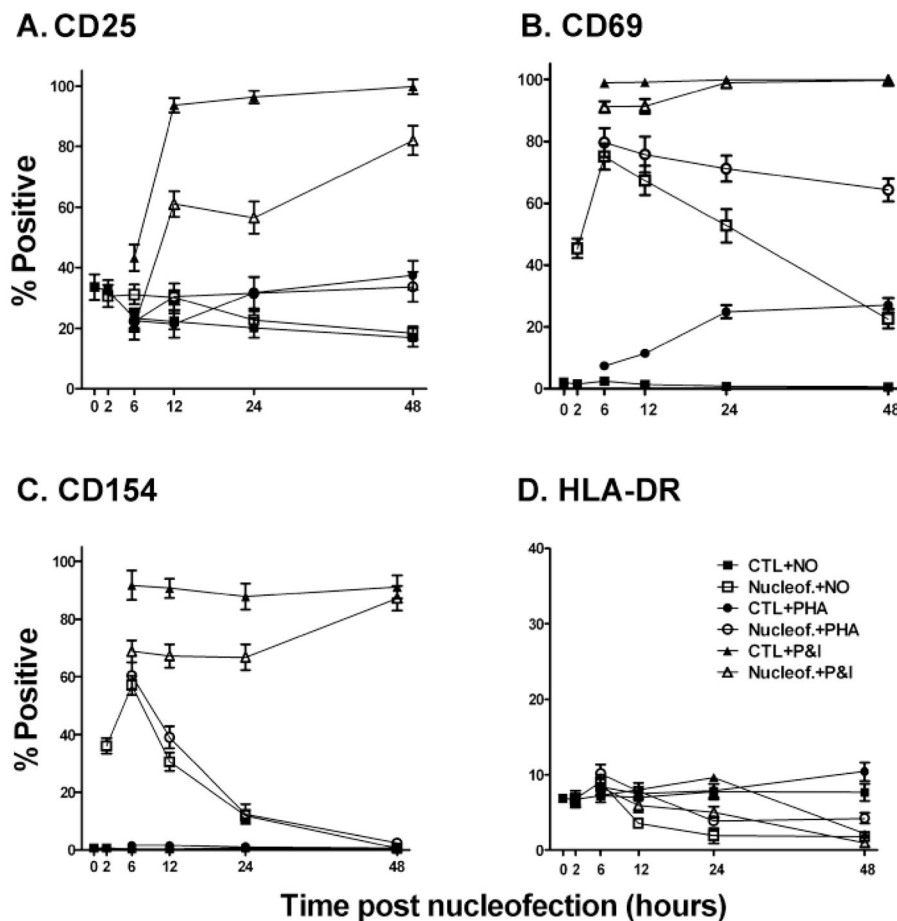 A. CD25
B. CD69
% Positive
100
80
60
40
20
0
0 2 6 12 24 48
100
80
60
40
20
0
0 2 6 12 24 48
C. CD154
D. HLA-DR
% Positive
100
80
60
40
20
0
0 2 6 12 24 48
40
30
20
10
0
0 2 6 12 24 48
CTL+NO
Nucleof.+NO
CTL+PHA
Nucleof.+PHA
CTL+P&I
Nucleof.+P&I
Time post nucleofection (hours)